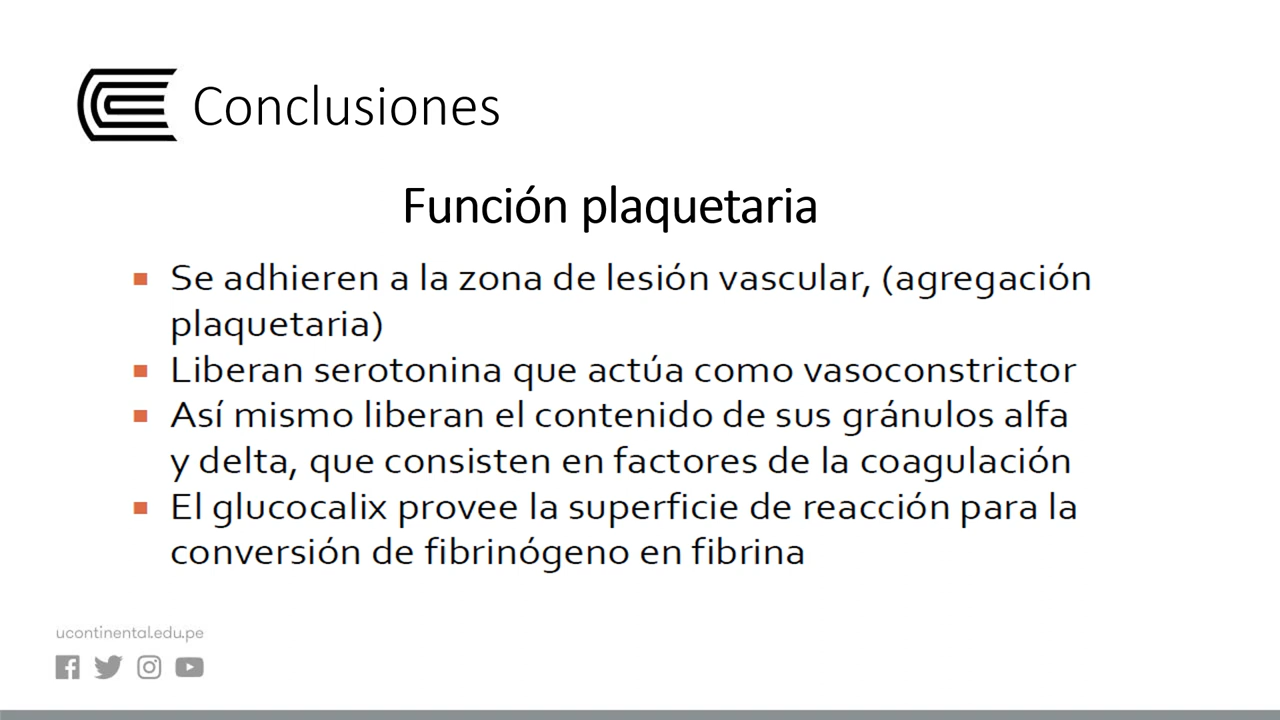 Conclusiones
Función plaquetaria
Se adhieren a la zona de lesión vascular, (agregación
plaquetaria)
Liberan serotonina que actúa como vasoconstrictor
Así mismo liberan el contenido de sus gránulos alfa
y delta, que consisten en factores de la coagulación
El glucocalix provee la superficie de reacción para la
conversión de fibrinógeno en fibrina
ucontinental.edu.pe